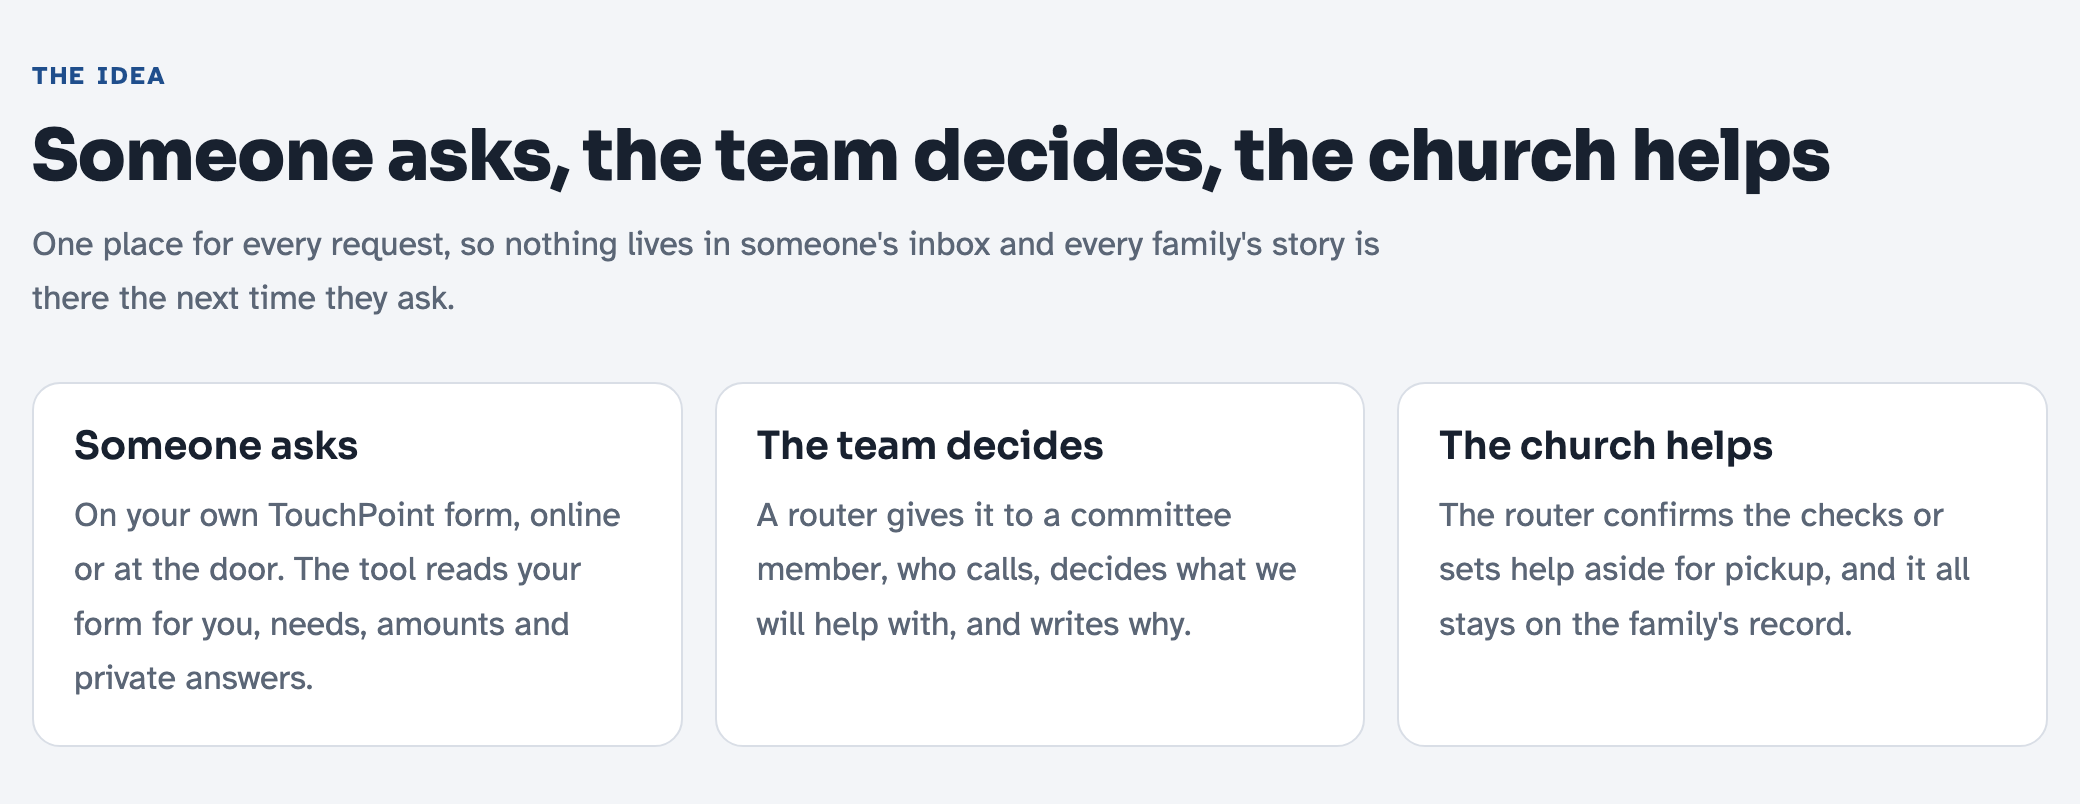 THE IDEA
Someone asks, the team decides, the church helps
One place for every request, so nothing lives in someone's inbox and every family's story is
there the next time they ask.
Someone asks
On your own TouchPoint form, online
or at the door. The tool reads your
form for you, needs, amounts and
private answers.
The team decides
A router gives it to a committee
member, who calls, decides what we
will help with, and writes why.
The church helps
The router confirms the checks or
sets help aside for pickup, and it all
stays on the family's record.